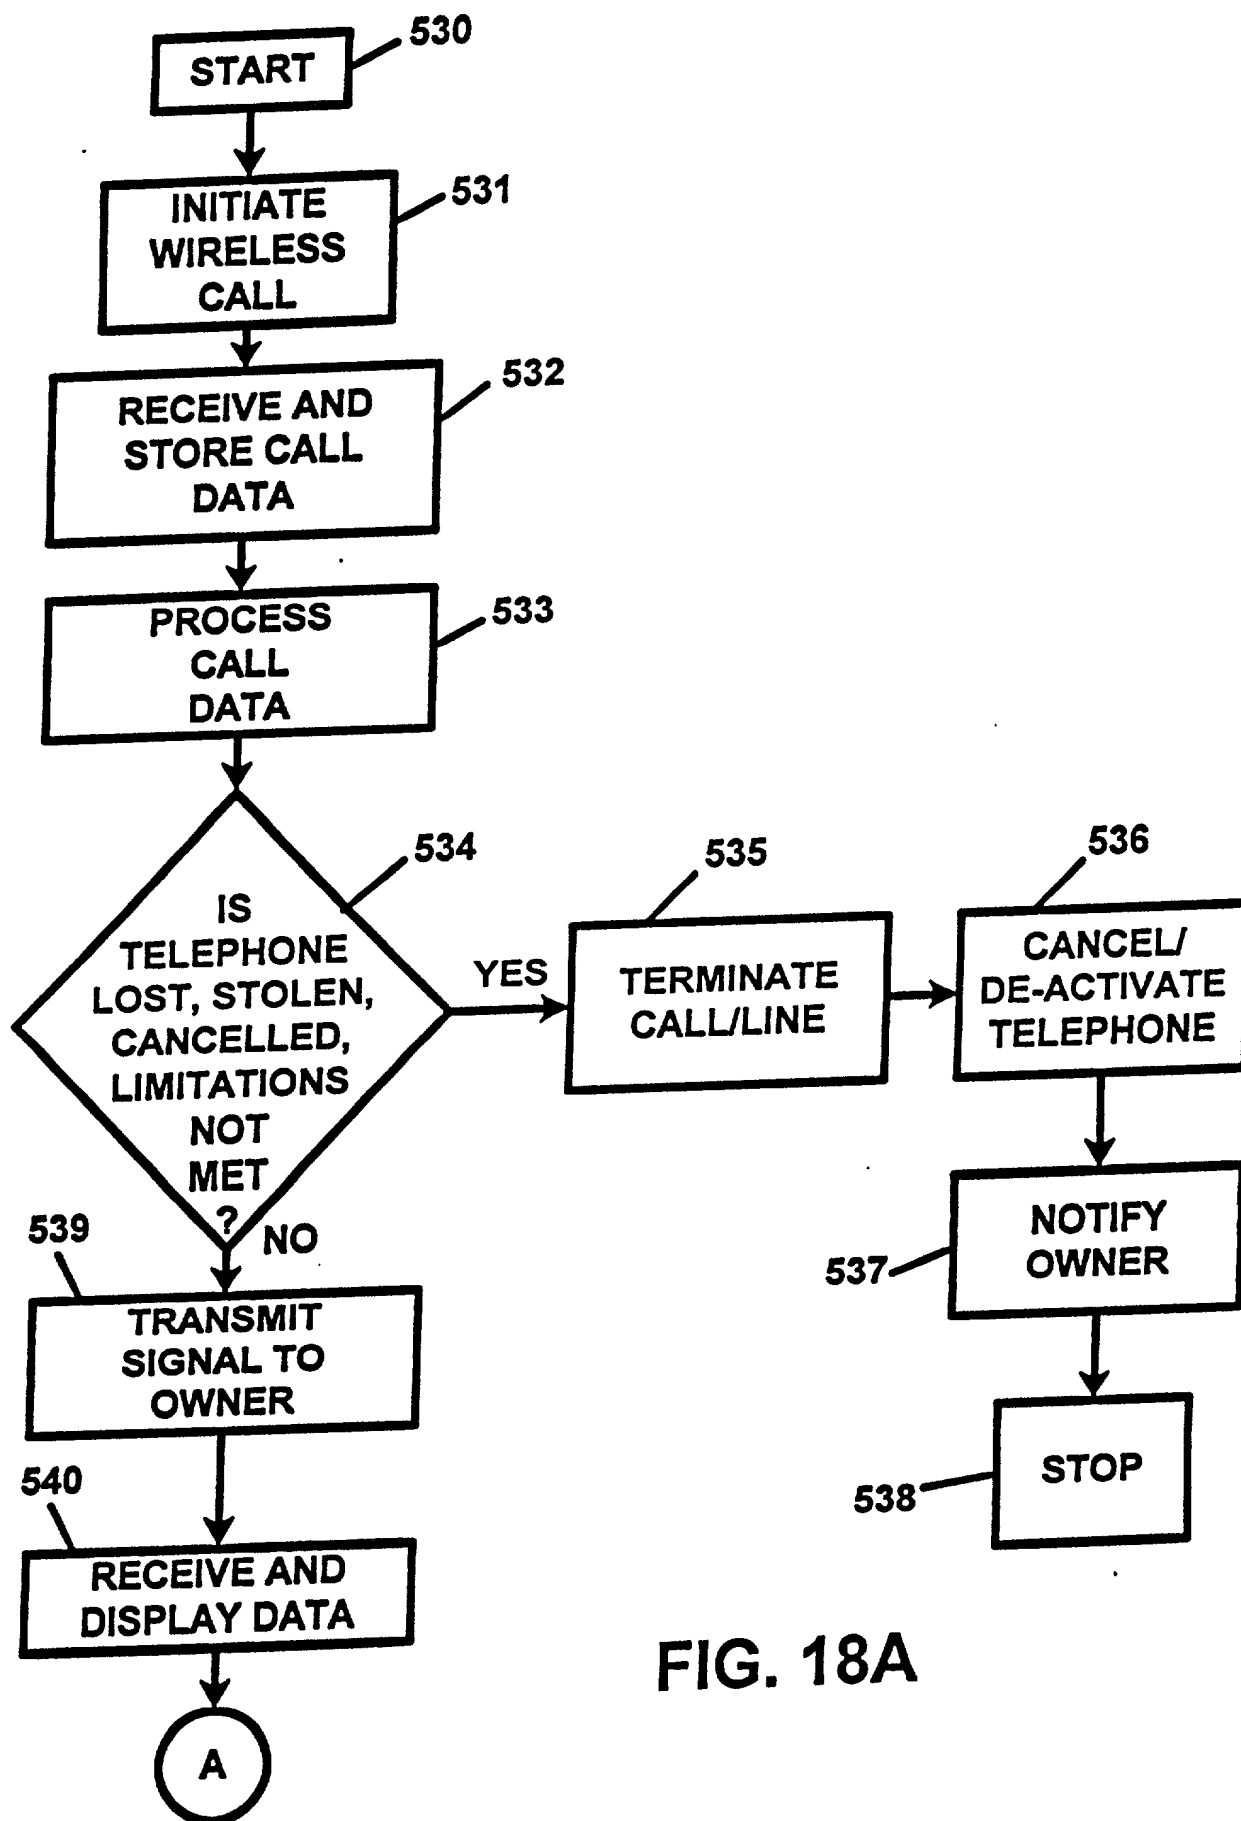 530
START
531
INITIATE
WIRELESS
CALL
532
RECEIVE AND
STORE CALL
DATA
533
PROCESS
CALL
DATA
534
IS
TELEPHONE
LOST, STOLEN,
CANCELLED,
LIMITATIONS
NOT
MET
?
YES
535
TERMINATE
CALL/LINE
536
CANCEL/
DE-ACTIVATE
TELEPHONE
537
NOTIFY
OWNER
538
STOP
NO
539
TRANSMIT
SIGNAL TO
OWNER
540
RECEIVE AND
DISPLAY DATA
A
FIG. 18A